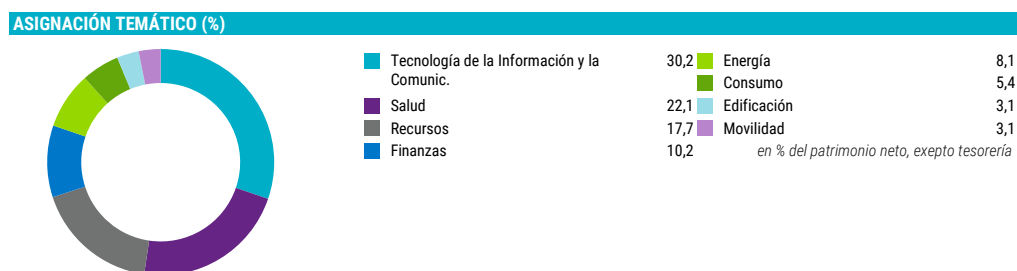 ASIGNACIÓN TEMÁTICO (%)
Tecnología de la Información y la 30,2
Comunic.
Salud 22,1
Recursos 17,7
Finanzas 10,2
Energía 8,1
Consumo 5,4
Edificación 3,1
Movilidad 3,1
en % del patrimonio neto, exepto tesorería